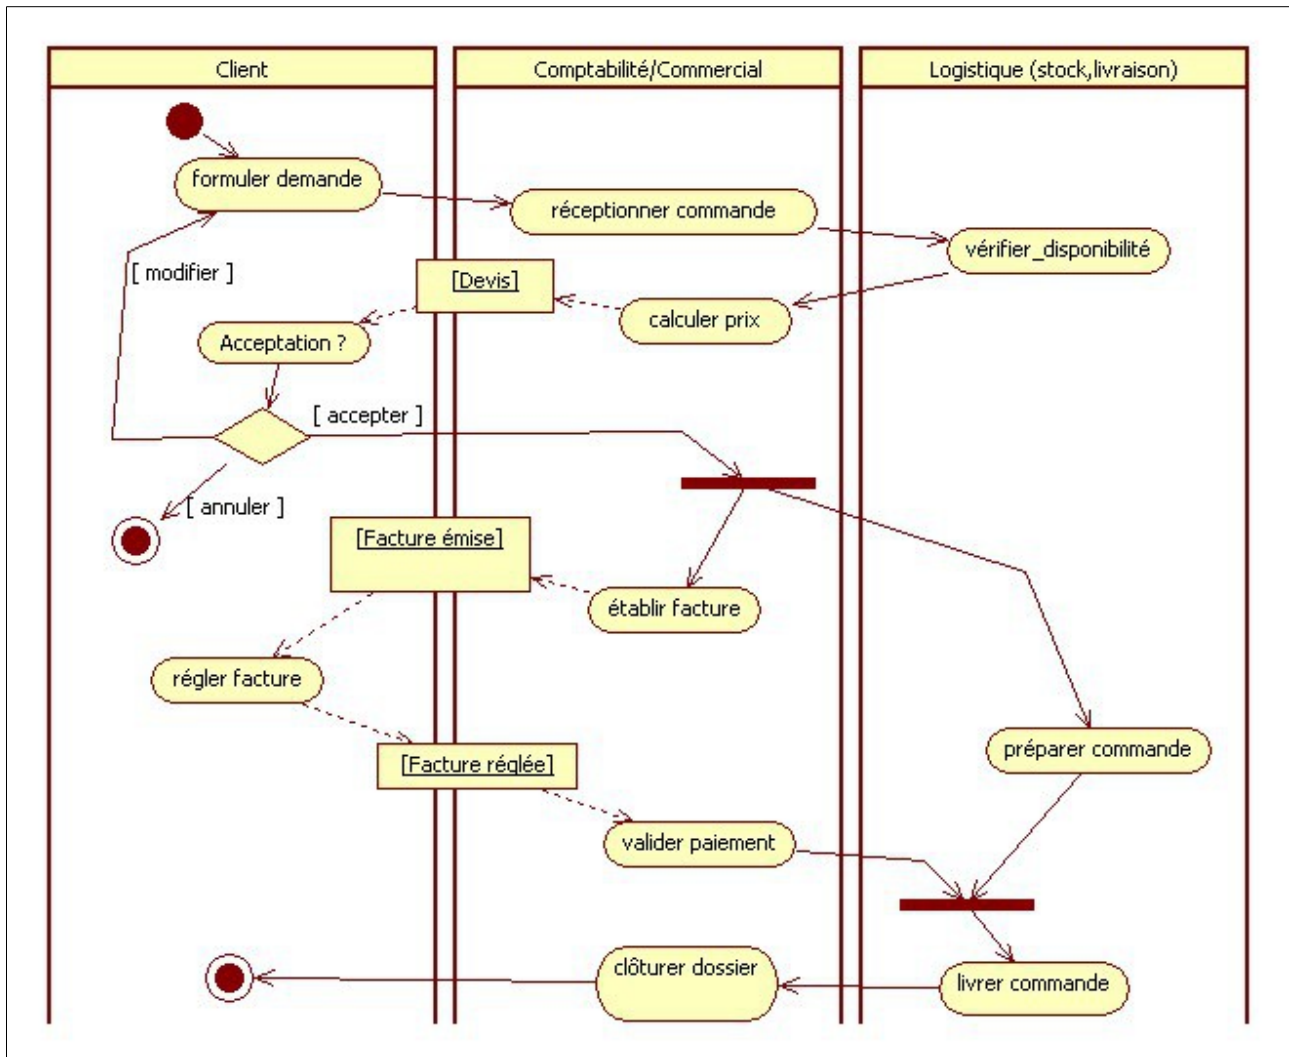 Client
Comptabilité/Commercial
Logistique (stock,livraison)
formuler demande
réceptionner commande
vérifier_disponibilité
[ modifier ]
[Devis]
calculer prix
Acceptation ?
[ accepter ]
[ annuler ]
[Facture émise]
établir facture
régler facture
préparer commande
[Facture réglée]
valider paiement
clôturer dossier
livrer commande